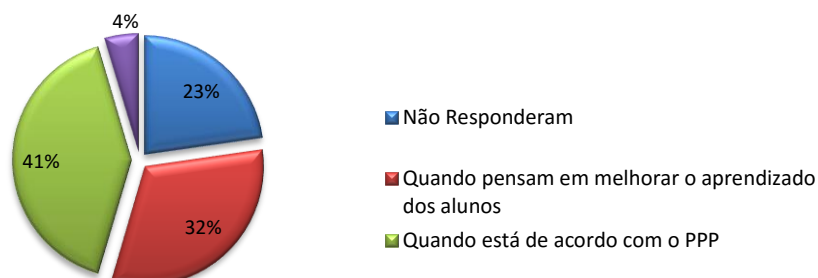 4%
23%
41%
32%
Não Responderam
Quando pensam em melhorar o aprendizado
dos alunos
Quando está de acordo com o PPP